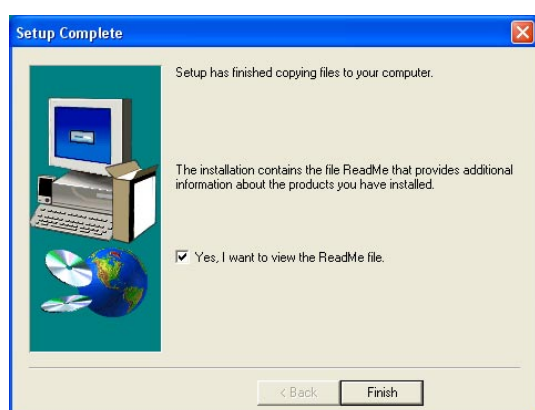 Setup Complete
Setup has finished copying files to your computer.
The installation contains the file ReadMe that provides additional
information about the products you have installed.
Yes, I want to view the ReadMe file.
< Back
Finish